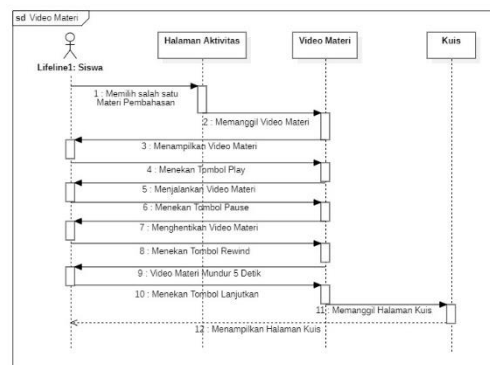 sd Video Materi
Halaman Aktivitas
Video Materi
Kuis
Lifeline1: Siswa
1 : Memilih salah satu
Materi Pembahasan
2 : Memanggil Video Materi
3 : Menampilkan Video Materi
4 : Menekan Tombol Play
5 : Menjalankan Video Materi
6 : Menekan Tombol Pause
7 : Menghentikan Video Materi
8 : Menekan Tombol Rewind
9 : Video Materi Mundur 5 Detik
10 : Menekan Tombol Lanjutkan
11 : Memanggil Halaman Kuis
12 : Menampilkan Halaman Kuis